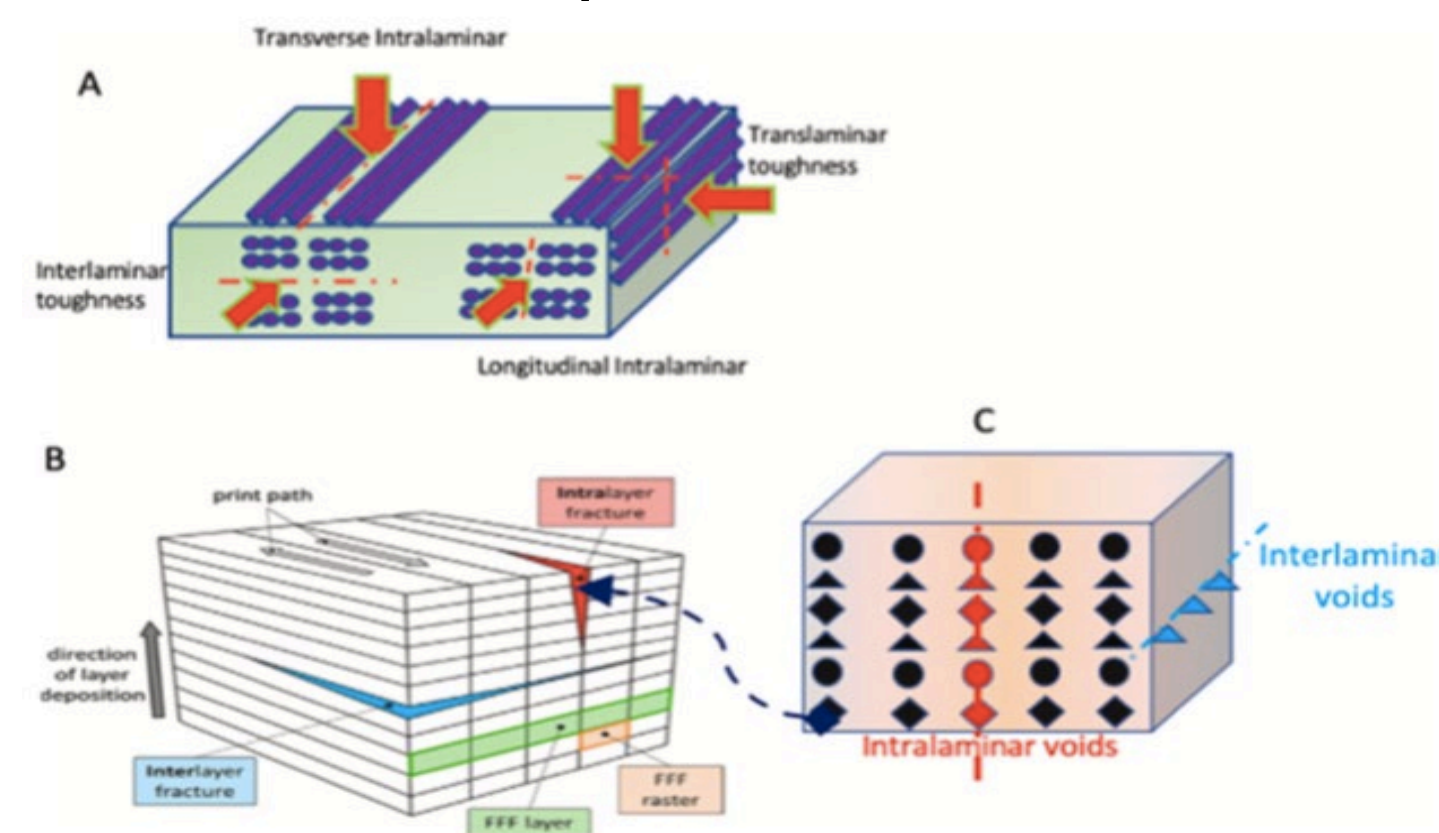 Transverse Intralaminar
A
Translaminar
toughness
Interlaminar
toughness
Longitudinal Intralaminar
C
B
print path
Intralayer
fracture
direction
of layer
deposition
Interlamina
voids
Intralaminar voids
Interlayer
fracture
FFF
raster
FFF layer